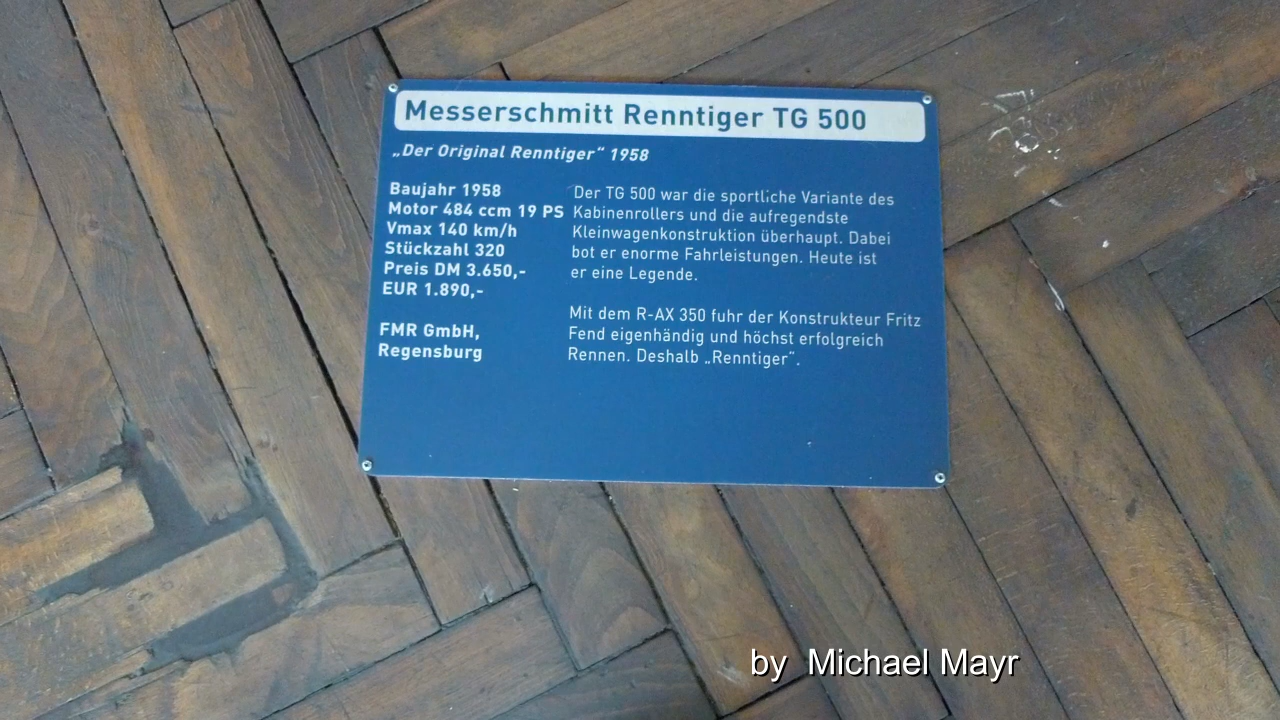 Messerschmitt Renntiger TG 500
„Der Original Renntiger“ 1958
Baujahr 1958
Motor 484 ccm 19 PS
Vmax 140 km/h
Stückzahl 320
Preis DM 3.650,-
EUR 1.890,-
FMR GmbH,
Regensburg
Der TG 500 war die sportliche Variante des
Kabinenrollers und die aufregendste
Kleinwagenkonstruktion überhaupt. Dabei
bot er enorme Fahrleistungen. Heute ist
er eine Legende.
Mit dem R-AX 350 fuhr der Konstrukteur Fritz
Fend eigenhändig und höchst erfolgreich
Rennen. Deshalb „Renntiger“.
by Michael Mayr